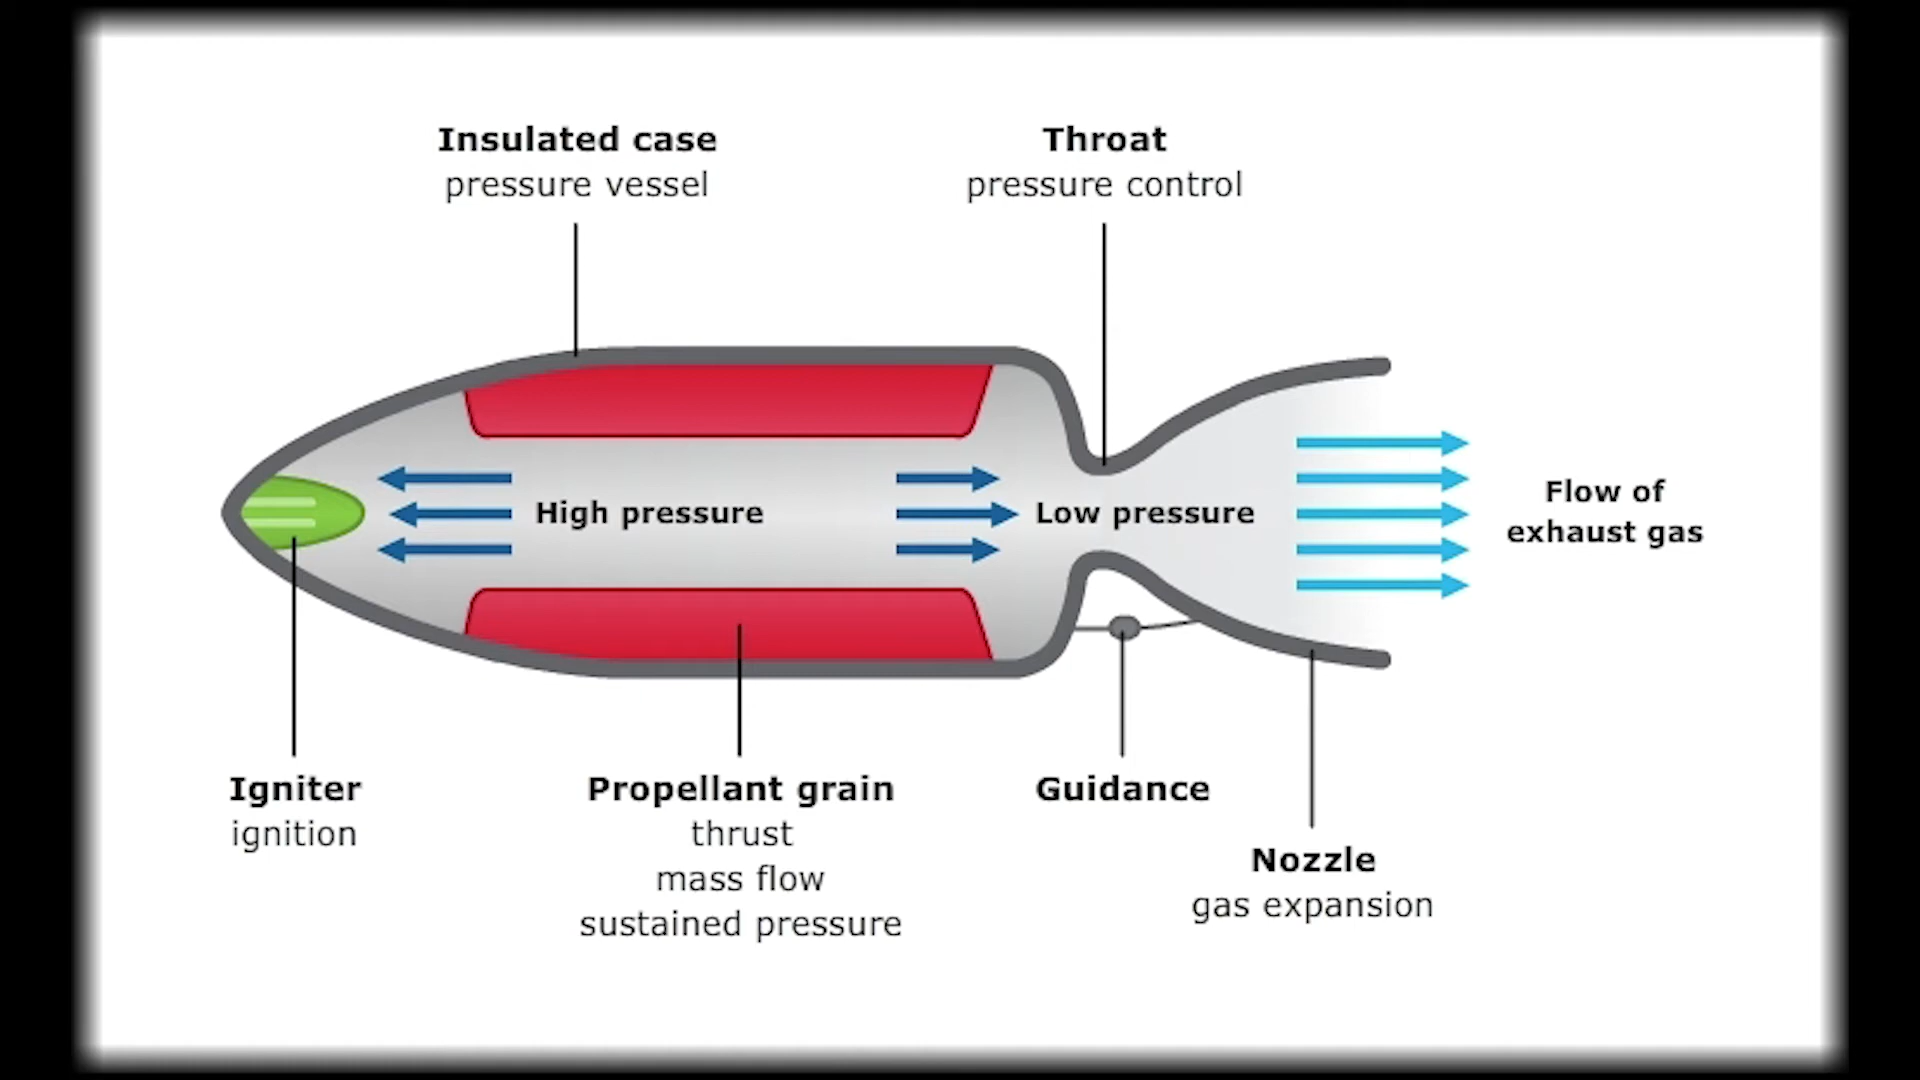 Insulated case
pressure vessel
Throat
pressure control
High pressure
Low pressure
Flow of
exhaust gas
Igniter
ignition
Propellant grain
thrust
mass flow
sustained pressure
Guidance
Nozzle
gas expansion